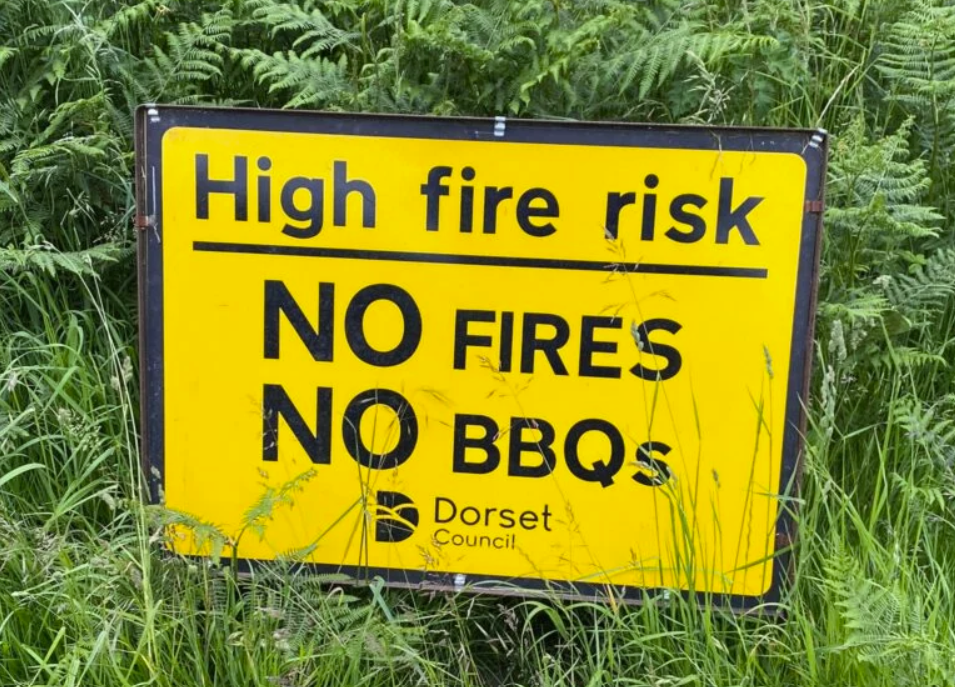 High fire risk
NO FIRES
NO BBQs
Dorset
Council